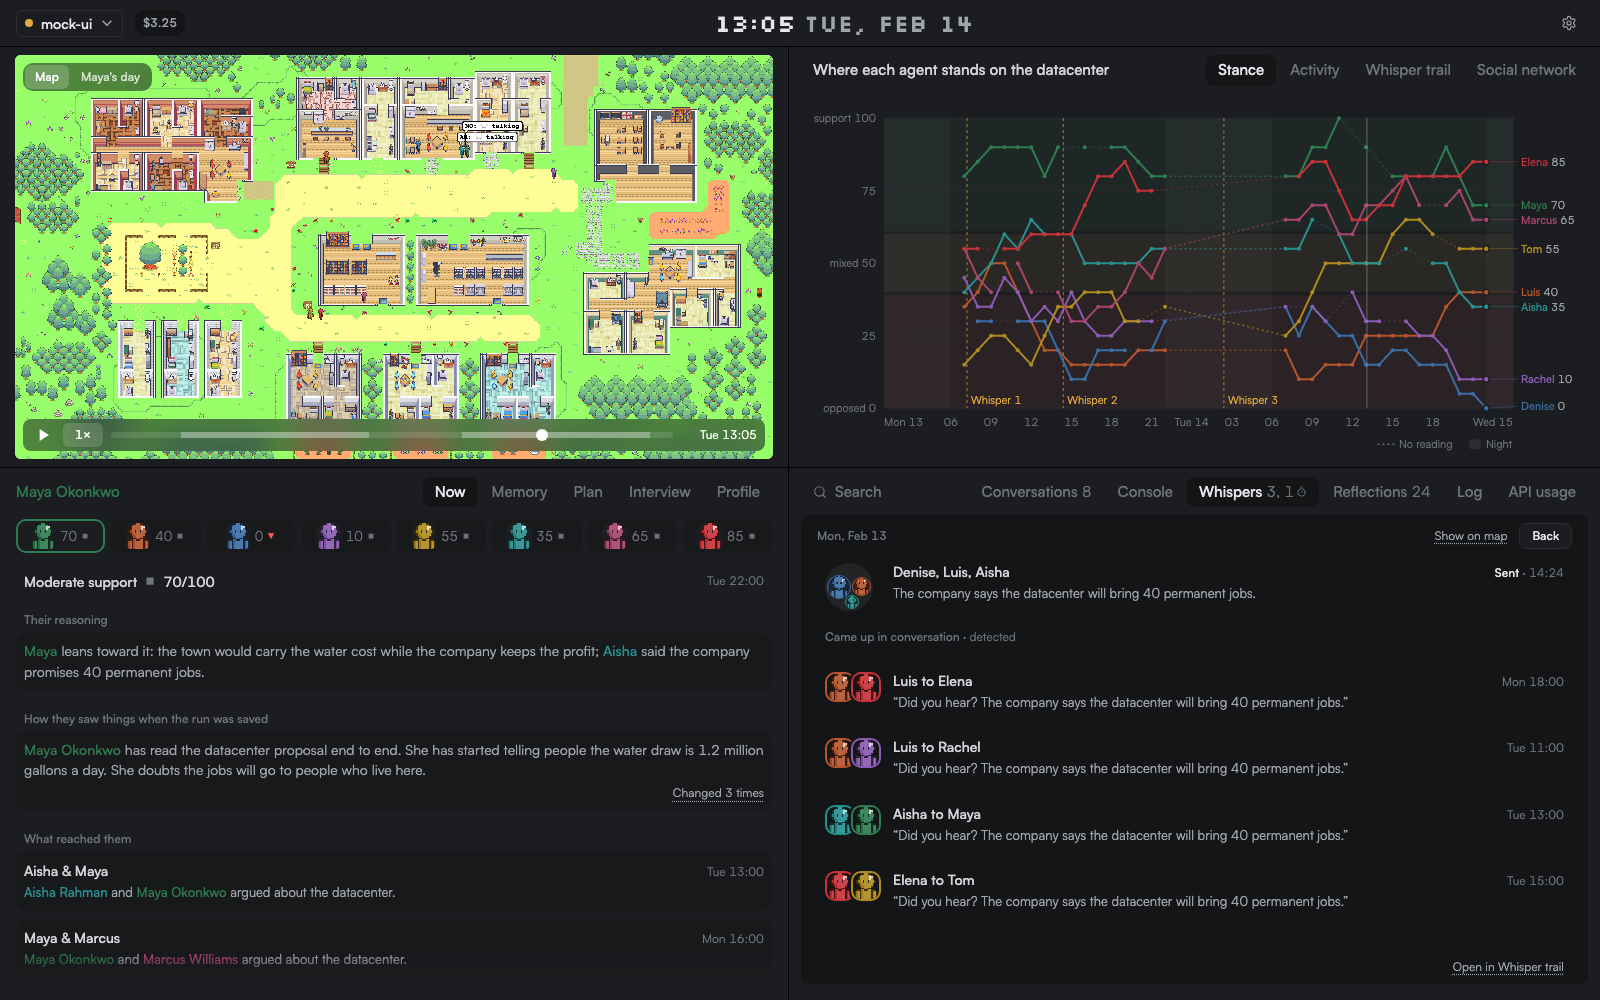 mock-ui
$3.25
13:05 TUE, FEB 14
Map
Maya's day
NO: talking
talking
1×
Tue 13:05
Where each agent stands on the datacenter
Stance
Activity
Whisper trail
Social network
support 100
75
mixed 50
25
opposed 0
Whisper 1
Whisper 2
Whisper 3
Elena 85
Maya 70
Marcus 65
Tom 55
Luis 40
Aisha 35
Rachel 10
Denise 0
Mon 13
06
09
12
15
18
21
Tue 14
03
06
09
12
15
18
Wed 15
No reading
Night
Maya Okonkwo
Now
Memory
Plan
Interview
Profile
70
40
0
10
55
35
65
85
Moderate support 70/100
Tue 22:00
Their reasoning
Maya leans toward it: the town would carry the water cost while the company keeps the profit; Aisha said the company
promises 40 permanent jobs.
How they saw things when the run was saved
Maya Okonkwo has read the datacenter proposal end to end. She has started telling people the water draw is 1.2 million
gallons a day. She doubts the jobs will go to people who live here.
Changed 3 times
What reached them
Aisha & Maya
Tue 13:00
Aisha Rahman and Maya Okonkwo argued about the datacenter.
Maya & Marcus
Mon 16:00
Maya Okonkwo and Marcus Williams argued about the datacenter.
Search
Conversations 8
Console
Whispers 3, 1
Reflections 24
Log
API usage
Mon, Feb 13
Show on map
Back
Denise, Luis, Aisha
Sent · 14:24
The company says the datacenter will bring 40 permanent jobs.
Came up in conversation · detected
Luis to Elena
Mon 18:00
“Did you hear? The company says the datacenter will bring 40 permanent jobs.”
Luis to Rachel
Tue 11:00
“Did you hear? The company says the datacenter will bring 40 permanent jobs.”
Aisha to Maya
Tue 13:00
“Did you hear? The company says the datacenter will bring 40 permanent jobs.”
Elena to Tom
Tue 15:00
“Did you hear? The company says the datacenter will bring 40 permanent jobs.”
Open in Whisper trail